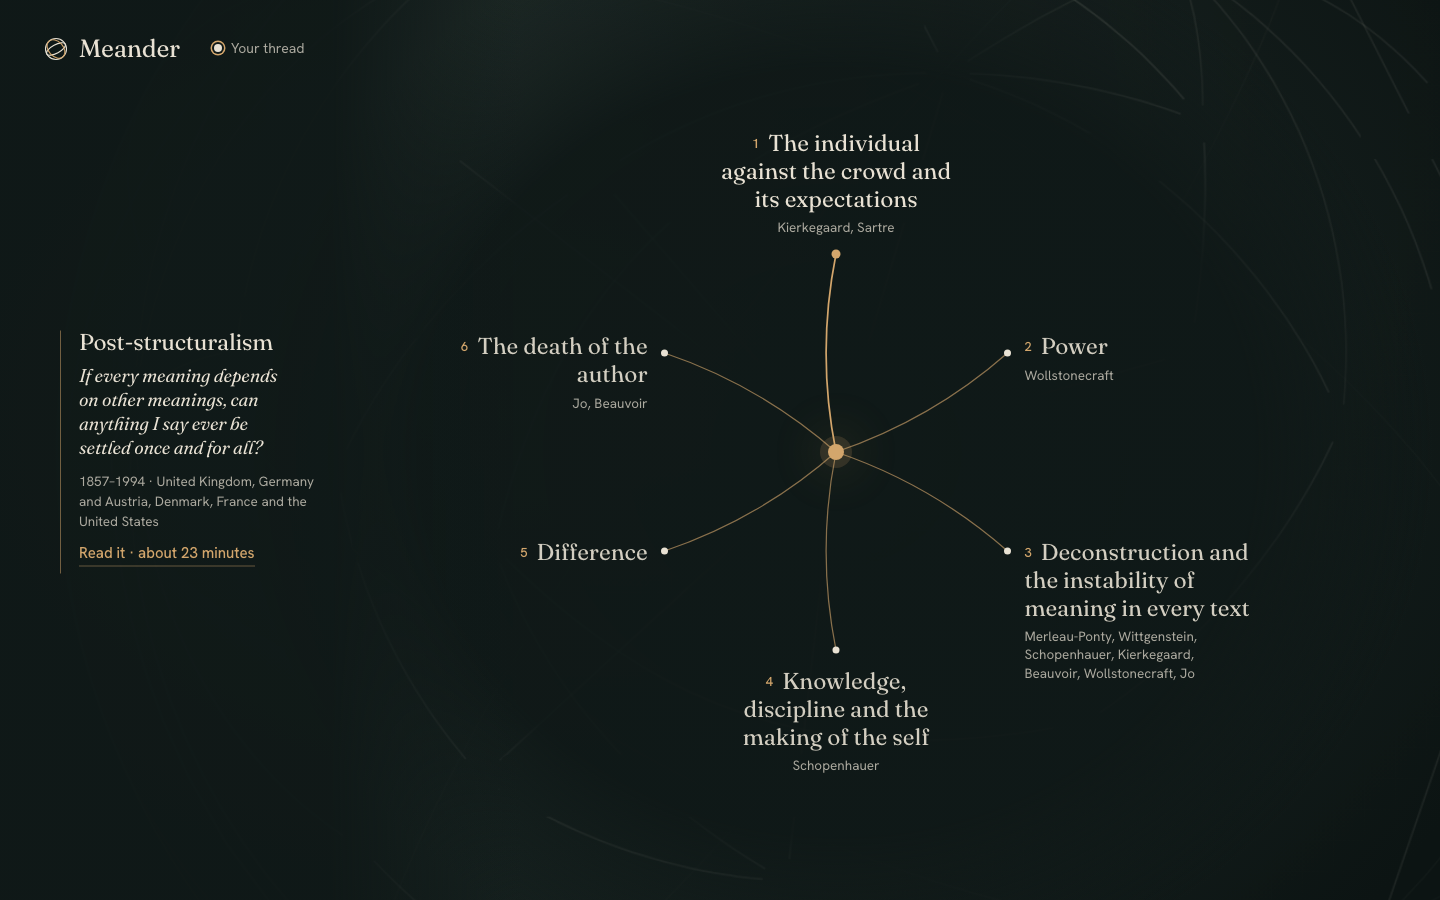 Meander
Your thread
1 The individual
against the crowd and
its expectations
Kierkegaard, Sartre
6 The death of the
author
Jo, Beauvoir
2 Power
Wollstonecraft
Post-structuralism
If every meaning depends
on other meanings, can
anything I say ever be
settled once and for all?
1857–1994 · United Kingdom, Germany
and Austria, Denmark, France and the
United States
Read it · about 23 minutes
5 Difference
3 Deconstruction and
the instability of
meaning in every text
Merleau-Ponty, Wittgenstein,
Schopenhauer, Kierkegaard,
Beauvoir, Wollstonecraft, Jo
4 Knowledge,
discipline and the
making of the self
Schopenhauer